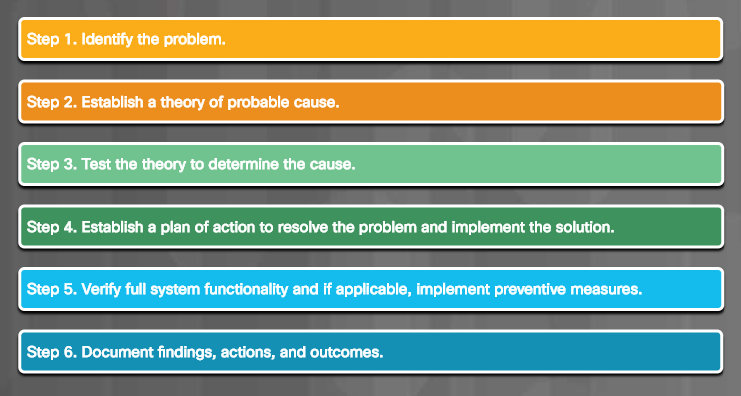 Step 1. Identify the problem.
Step 2. Establish a theory of probable cause.
Step 3. Test the theory to determine the cause.
Step 4. Establish a plan of action to resolve the problem and implement the solution.
Step 5. Verify full system functionality and if applicable, implement preventive measures.
Step 6. Document findings, actions, and outcomes.